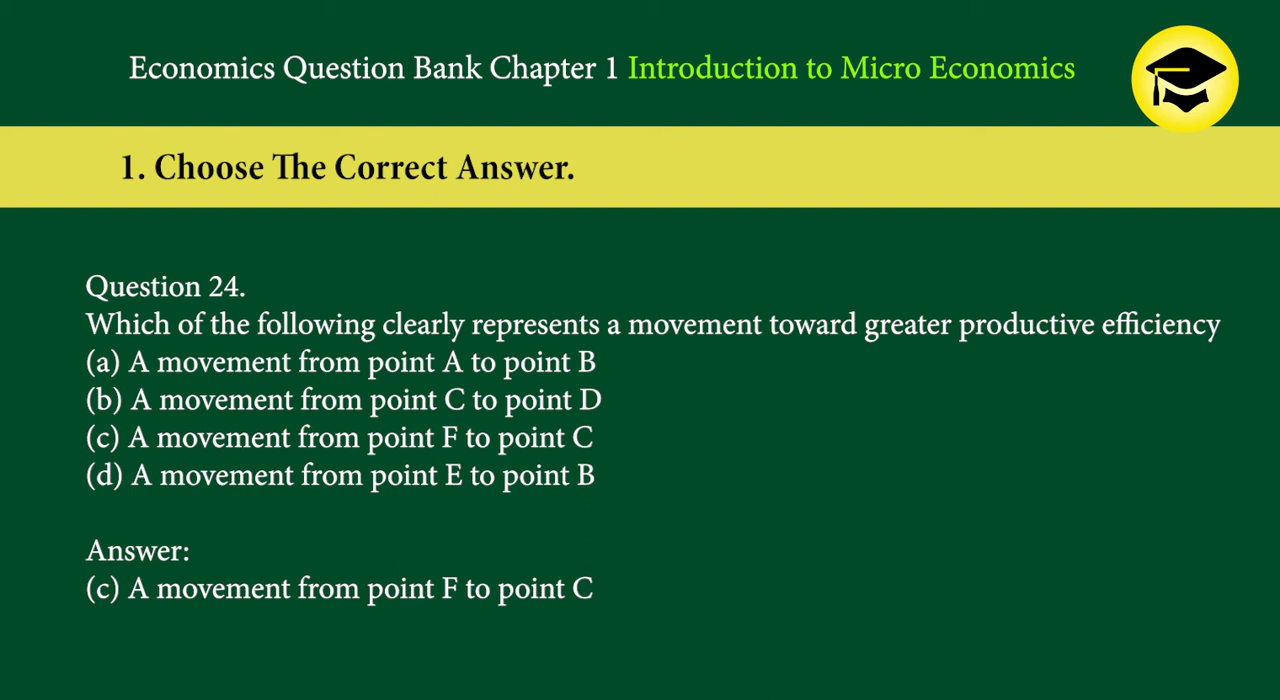 Economics Question Bank Chapter 1 Introduction to Micro Economics
1. Choose The Correct Answer.
Question 24.
Which of the following clearly represents a movement toward greater productive efficiency
(a) A movement from point A to point B
(b) A movement from point C to point D
(c) A movement from point F to point C
(d) A movement from point E to point B
Answer:
(c) A movement from point F to point C